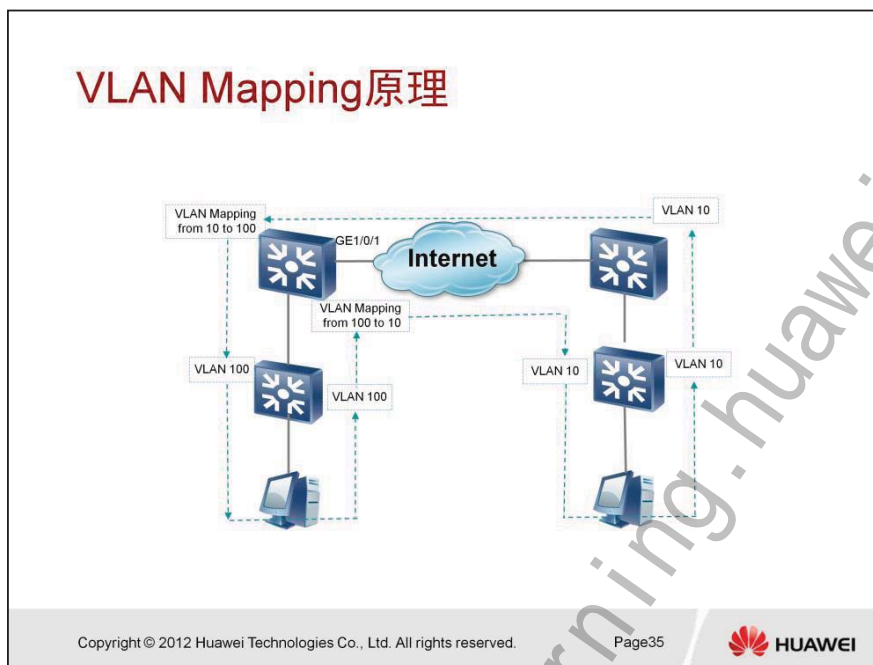 VLAN Mapping原理
VLAN Mapping
from 10 to 100
VLAN 10
GE1/0/1
Internet
VLAN Mapping
from 100 to 10
VLAN 100
VLAN 100
VLAN 10
VLAN 10
Copyright © 2012 Huawei Technologies Co., Ltd. All rights reserved.
Page35
HUAWEI
rning.huawei.